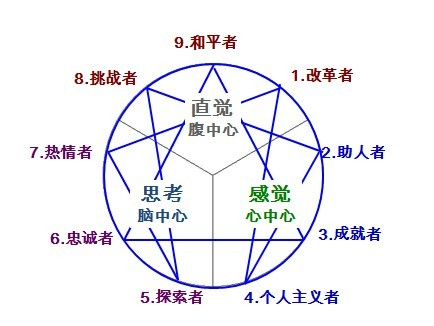 9.和平者
8.挑战者
1.改革者
直觉
腹中心
7.热情者
2.助人者
思考
脑中心
感觉
心中心
6.忠诚者
3.成就者
5.探索者
4.个人主义者